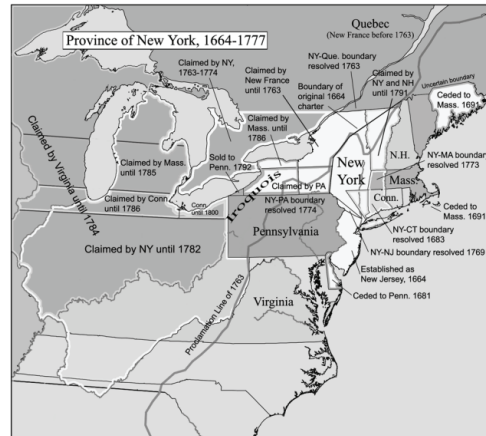 Province of New York, 1664-1777
Quebec
(New France before 1763)
Claimed by NY,
1763-1774
Claimed by
New France
until 1763
NY-Que. boundary
resolved 1763
Boundary of
original 1664
charter
Claimed by
NY and NH
until 1791
Uncertain boundary
Ceded to
Mass. 1691
Claimed by
Mass. until
1786
Claimed by Virginia until 1784
Claimed by Mass.
until 1785
Sold to
Penn. 1792
Iroquois
New
York
N.H.
NY-MA boundary
resolved 1773
Mass.
Conn.
Claimed by Conn.
until 1786
Conn.
until 1800
Claimed by PA
NY-PA boundary
resolved 1774
Ceded to
Mass. 1691
NY-CT boundary
resolved 1683
NY-NJ boundary
resolved 1769
Pennsylvania
Claimed by NY until 1782
Established as
New Jersey, 1664
Ceded to Penn. 1681
Virginia
Proclamation Line of 1763